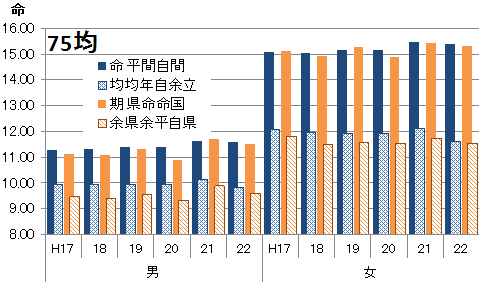 命
75均
16.00
15.00
14.00
13.00
12.00
11.00
10.00
9.00
8.00
命平間自間
均均年自余立
期県命命国
余県余平自県
H17 18 19 20 21 22 H17 18 19 20 21 22
男 女